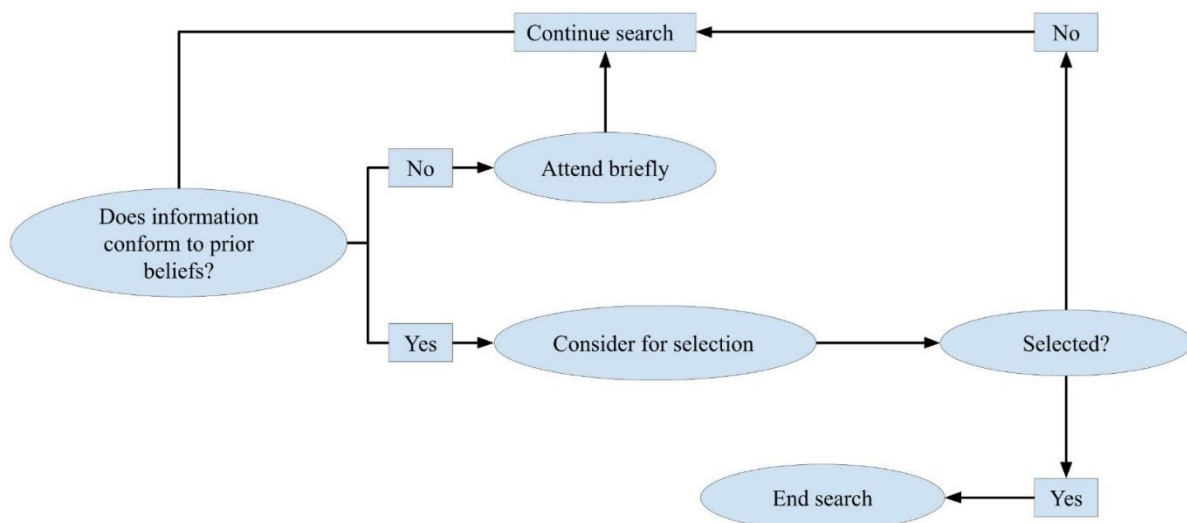 Continue search
No
No
Attend briefly
Does information
conform to prior
beliefs?
Yes
Consider for selection
Selected?
End search
Yes